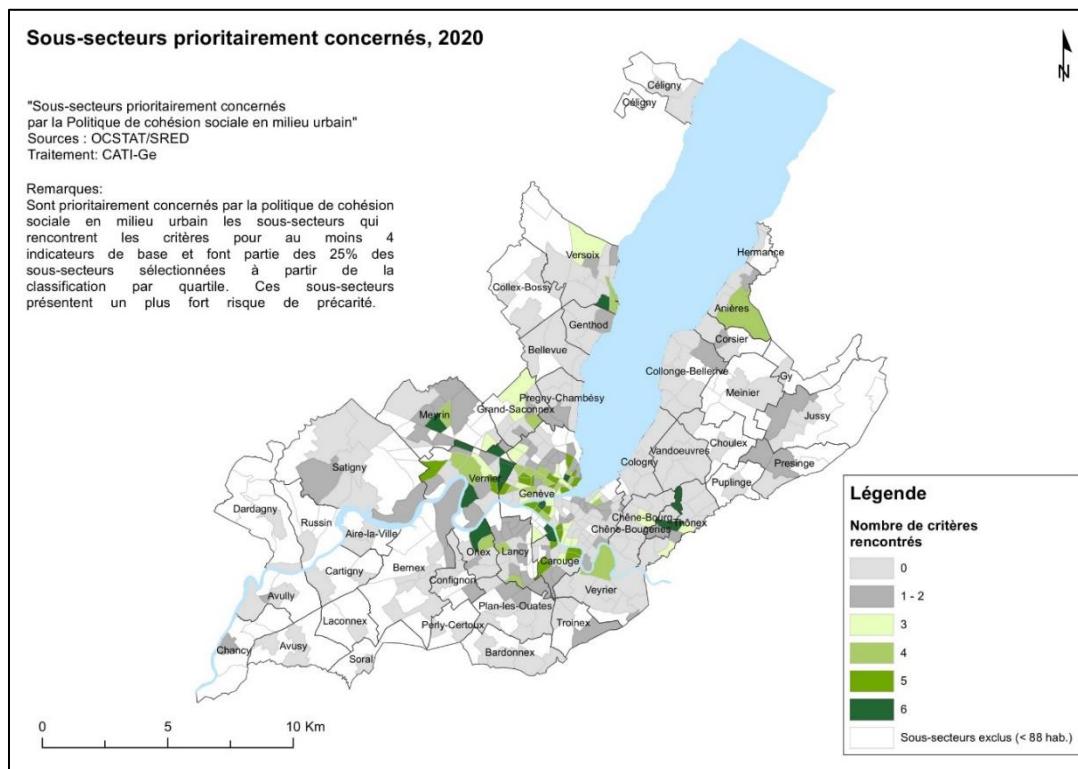 Sous-secteurs prioritairement concernés, 2020
N
"Sous-secteurs prioritairement concernés
par la Politique de cohésion sociale en milieu urbain"
Sources : OCSTAT/SRED
Traitement: CATI-Ge
Remarques:
Sont prioritairement concernés par la politique de cohésion
sociale en milieu urbain les sous-secteurs qui
rencontrent les critères pour au moins 4
indicateurs de base et font partie des 25% des
sous-secteurs sélectionnées à partir de la
classification par quartile. Ces sous-secteurs
présentent un plus fort risque de précarité.
Céligny
Céligny
Hermance
Versoix
Collex-Bossy
Anières
Genthod
Corsier
Bellevue
Collonge-Bellerive
Gy
Meinier
Pregny-Chambésy
Grand-Saconnex
Meyrin
Jussy
Choulex
Vandoeuvres
Presinge
Cologny
Satigny
Vernier
Puplinge
Genève
Dardagny
Chêne-Bourg
Thônex
Russin
Chêne-Bougeries
Aire-la-Ville
Onex
Lancy
Carouge
Bernex
Cartigny
Confignon
Veyrier
Avully
Plan-les-Ouates
Laconnex
Perly-Certoux
Troinex
Chancy
Avusy
Soral
Bardonnex
Légende
Nombre de critères
rencontrés
0
1 - 2
3
4
5
6
Sous-secteurs exclus (< 88 hab.)
0 5 10 Km